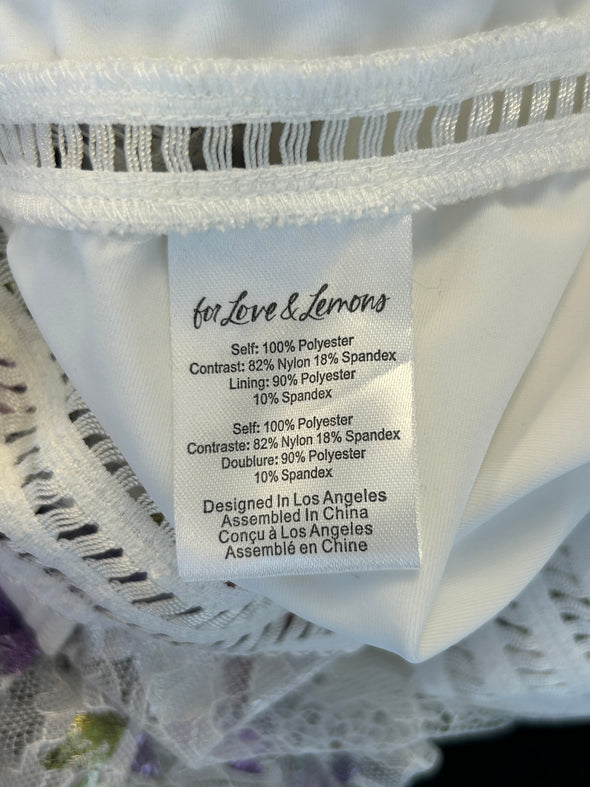 for Love & Lemons
Self: 100% Polyester
Contrast: 82% Nylon 18% Spandex
Lining: 90% Polyester
10% Spandex
Self: 100% Polyester
Contraste: 82% Nylon 18% Spandex
Doublure: 90% Polyester
10% Spandex
Designed In Los Angeles
Assembled In China
Conçu à Los Angeles
Assemblé en Chine